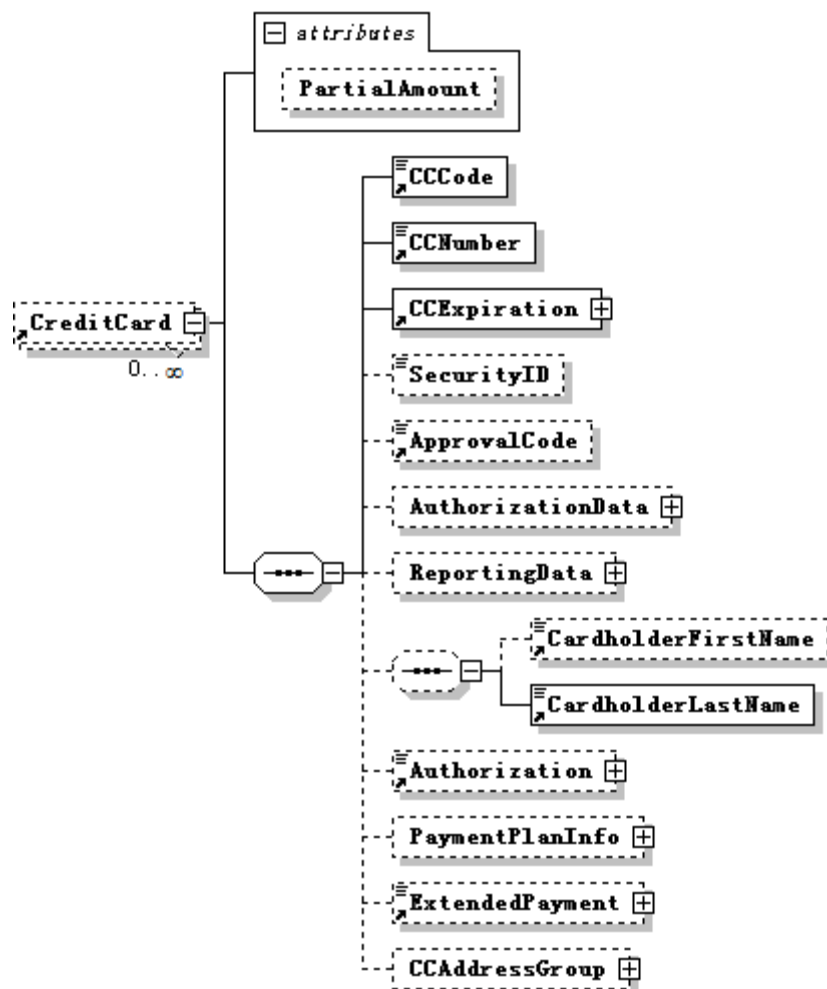 attributes
PartialAmount
CCCode
CCNumber
CreditCard
0..∞
CCExpiration
SecurityID
ApprovalCode
AuthorizationData
ReportingData
CardholderFirstName
CardholderLastName
Authorization
PaymentPlanInfo
ExtendedPayment
CCAddressGroup